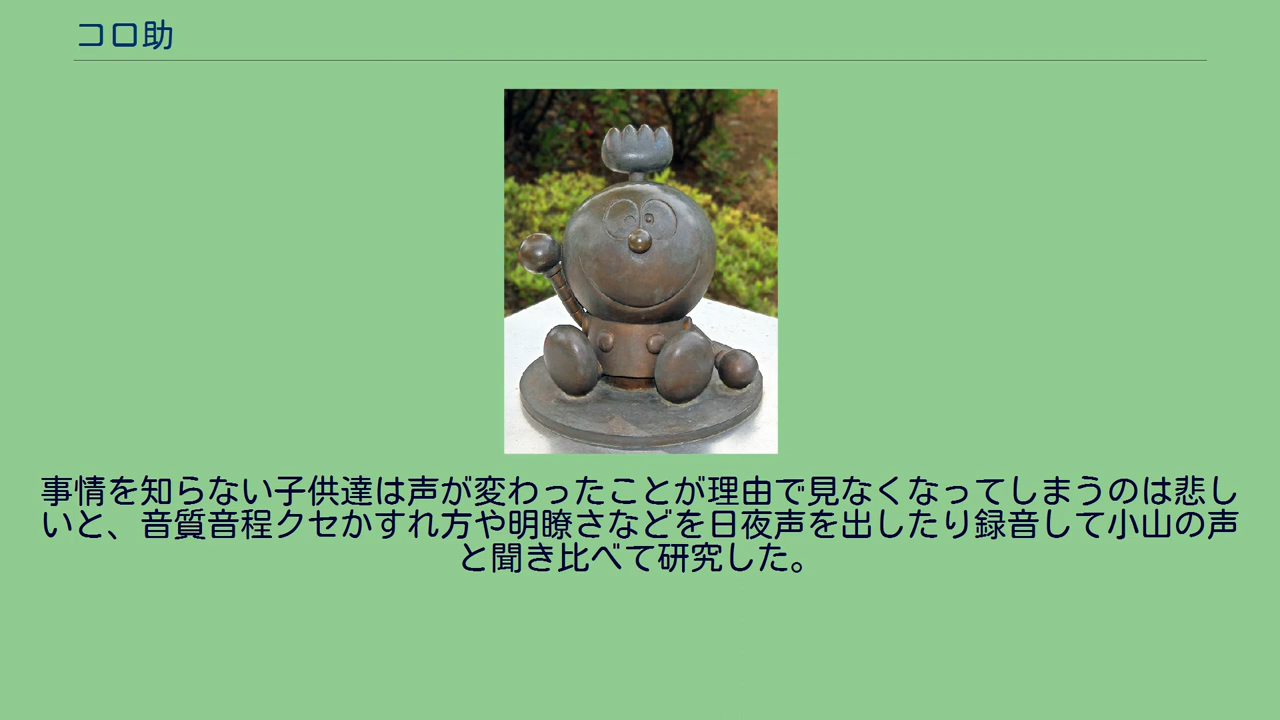 コロ助
事情を知らない子供達は声が変わったことが理由で見なくなってしまうのは悲し
いと、音質音程クセかすれ方や明瞭さなどを日夜声を出したり録音して小山の声
と聞き比べて研究した。